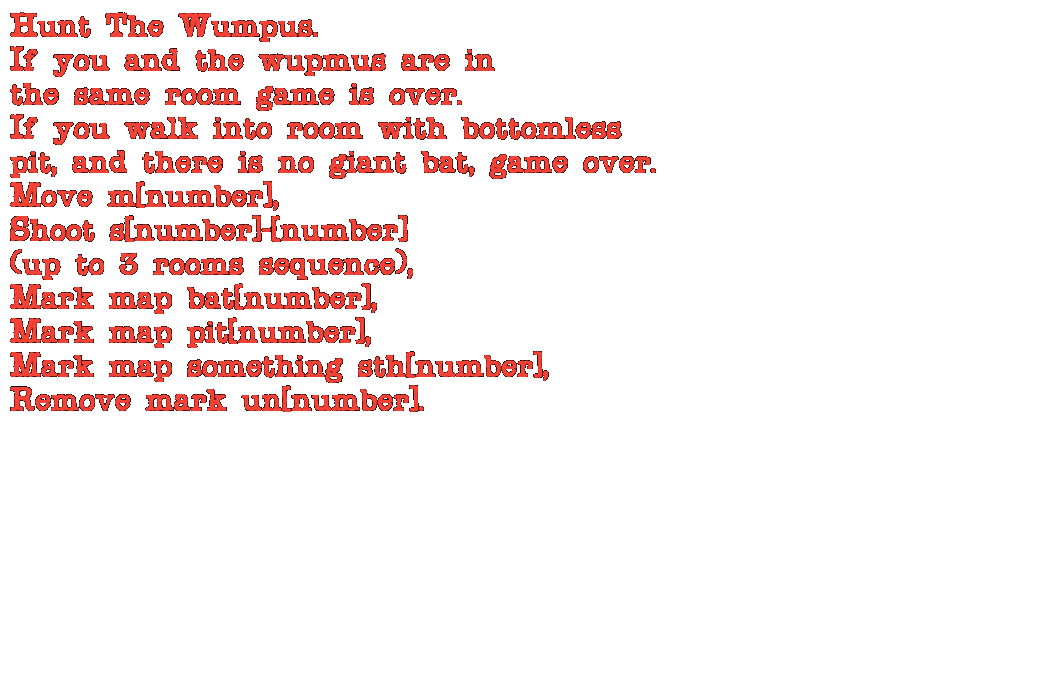 Hunt The Wumpus.
If you and the wupmus are in
the same room game is over.
If you walk into room with bottomless
pit, and there is no giant bat, game over.
Move m[number],
Shoot s[number]-[number]
(up to 3 rooms sequence),
Mark map bat[number],
Mark map pit[number],
Mark map something sth[number],
Remove mark un[number].